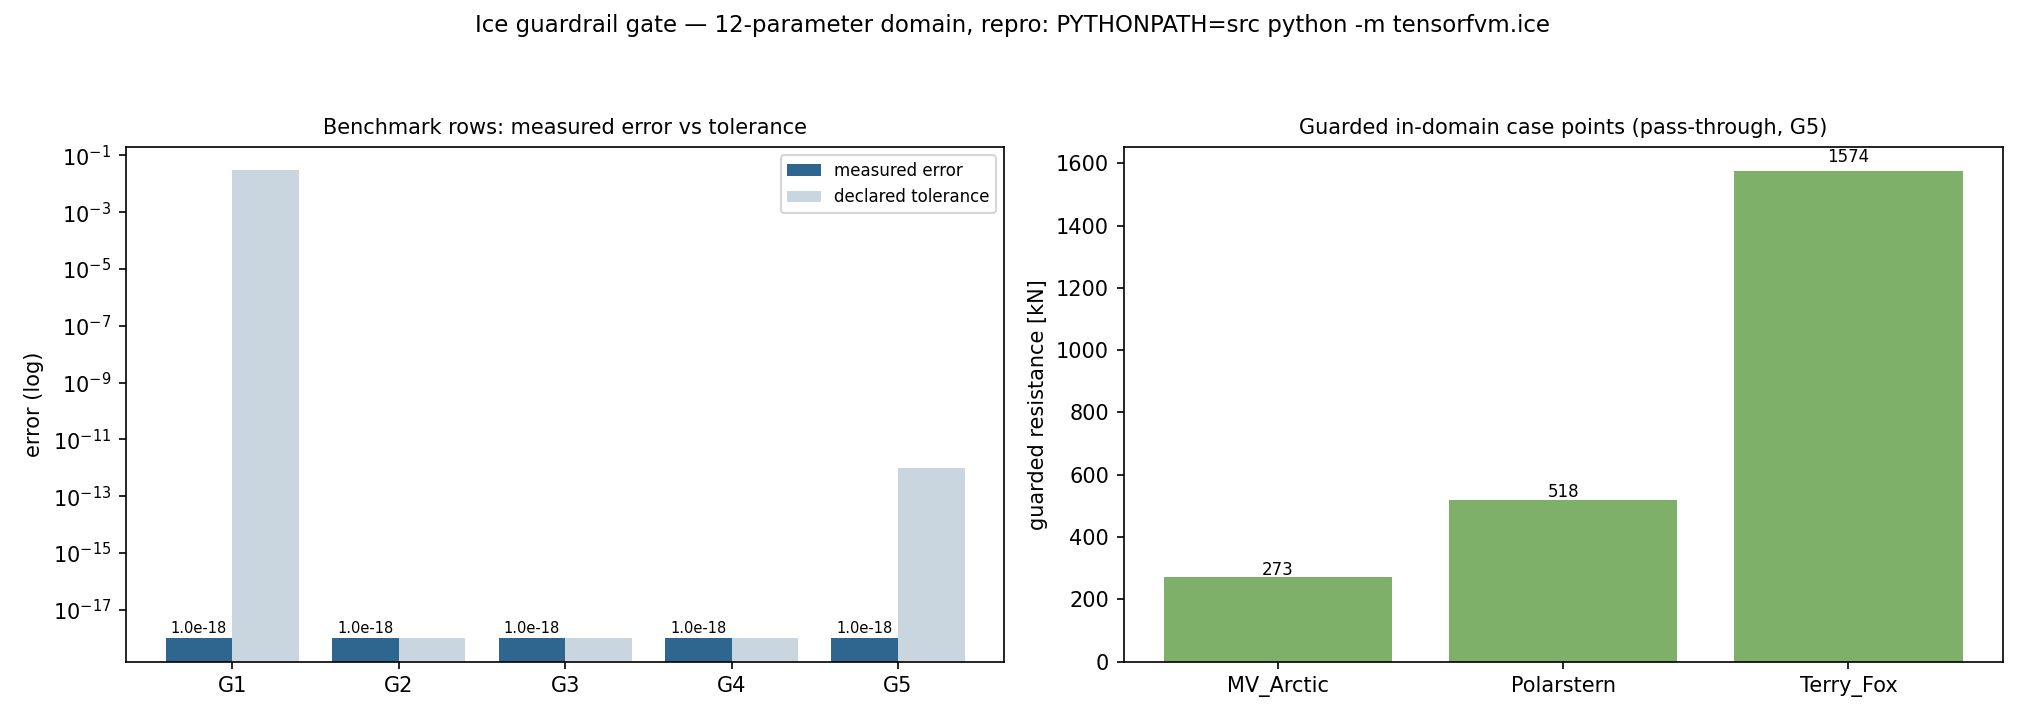 Ice guardrail gate — 12-parameter domain, repro: PYTHONPATH=src python -m tensorfvm.ice
Benchmark rows: measured error vs tolerance
error (log)
10⁻¹
10⁻³
10⁻⁵
10⁻⁷
10⁻⁹
10⁻¹¹
10⁻¹³
10⁻¹⁵
10⁻¹⁷
measured error
declared tolerance
1.0e-18
1.0e-18
1.0e-18
1.0e-18
1.0e-18
G1
G2
G3
G4
G5
Guarded in-domain case points (pass-through, G5)
guarded resistance [kN]
1600
1400
1200
1000
800
600
400
200
0
273
518
1574
MV_Arctic
Polarstern
Terry_Fox